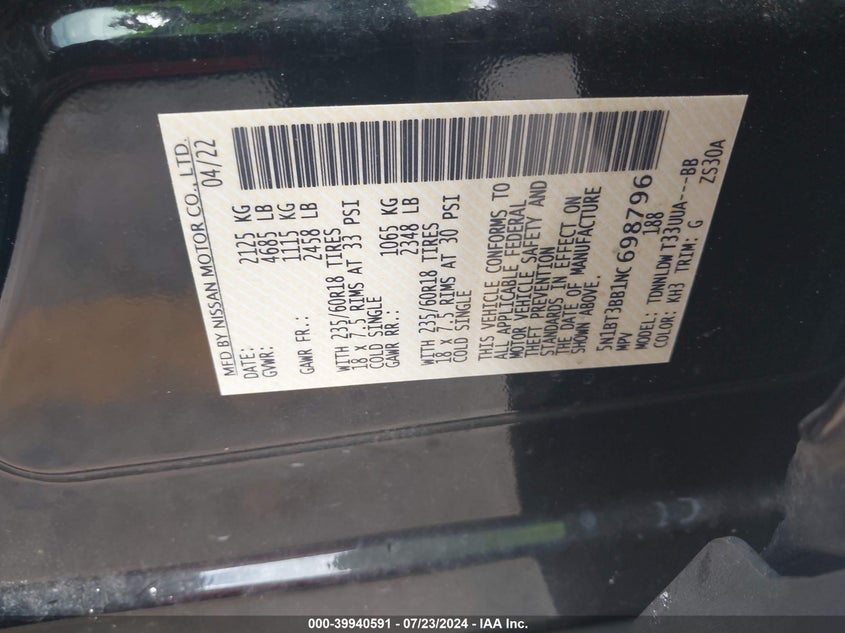 MFD BY NISSAN MOTOR CO., LTD.
DATE: 04/22
GVWR: 2125 KG
4685 LB
GAWR FR.: 1115 KG
2458 LB
WITH 235/60R18 TIRES
18 X 7.5 RIMS AT 33 PSI
COLD SINGLE
GAWR RR.: 1065 KG
2348 LB
WITH 235/60R18 TIRES
18 X 7.5 RIMS AT 30 PSI
COLD SINGLE
THIS VEHICLE CONFORMS TO
ALL APPLICABLE FEDERAL
MOTOR VEHICLE SAFETY AND
THEFT PREVENTION
STANDARDS IN EFFECT ON
THE DATE OF MANUFACTURE
SHOWN ABOVE.
5N1BT3BB1NC698796
MPV 188
MODEL: TDNN1LDWT33UUA---BB
COLOR: KH3 TRIM: G ZS30A
000-39940591 - 07/23/2024 - IAA Inc.